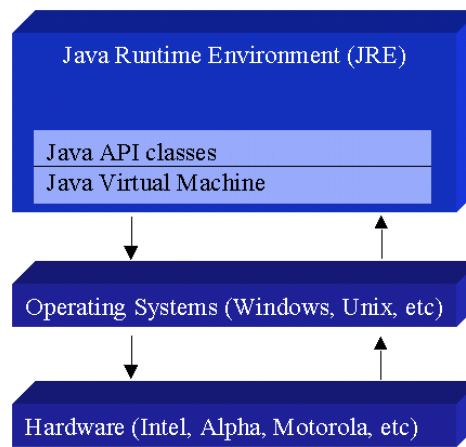 Java Runtime Environment (JRE)
Java API classes
Java Virtual Machine
Operating Systems (Windows, Unix, etc)
Hardware (Intel, Alpha, Motorola, etc)